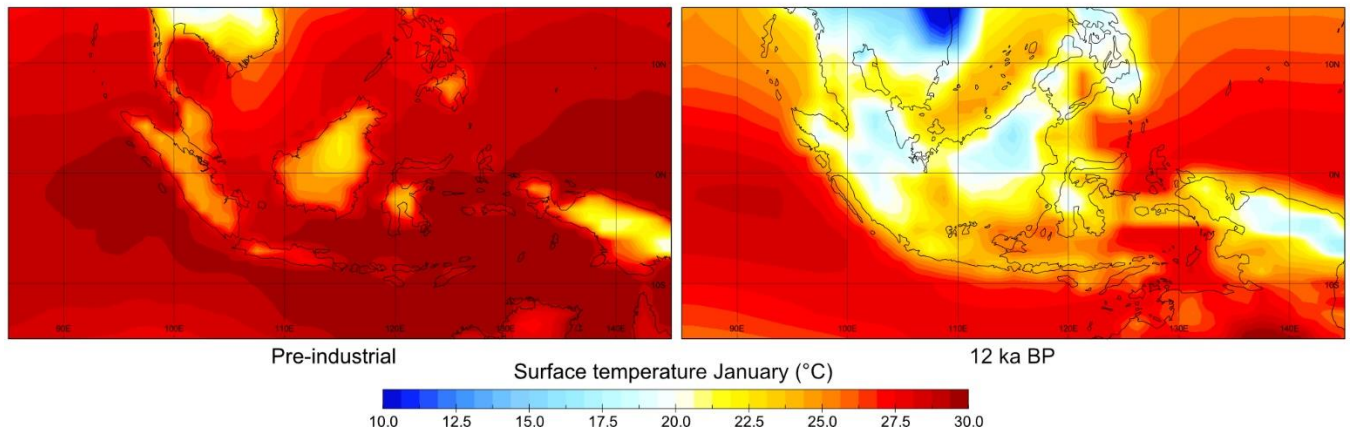 10N 10N
0N 0N
10S 10S
90E 100E 110E 120E 130E 140E 90E 100E 110E 120E 130E 140E
Pre-industrial 12 ka BP
Surface temperature January (°C)
10.0 12.5 15.0 17.5 20.0 22.5 25.0 27.5 30.0